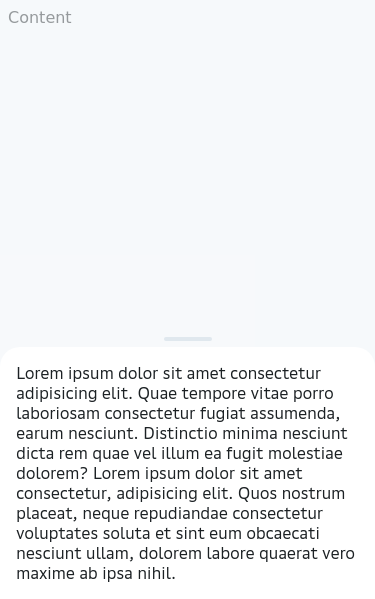 Content
Lorem ipsum dolor sit amet consectetur
adipisicing elit. Quae tempore vitae porro
laboriosam consectetur fugiat assumenda,
earum nesciunt. Distinctio minima nesciunt
dicta rem quae vel illum ea fugit molestiae
dolorem? Lorem ipsum dolor sit amet
consectetur, adipisicing elit. Quos nostrum
placeat, neque repudiandae consectetur
voluptates soluta et sint eum obcaecati
nesciunt ullam, dolorem labore quaerat vero
maxime ab ipsa nihil.